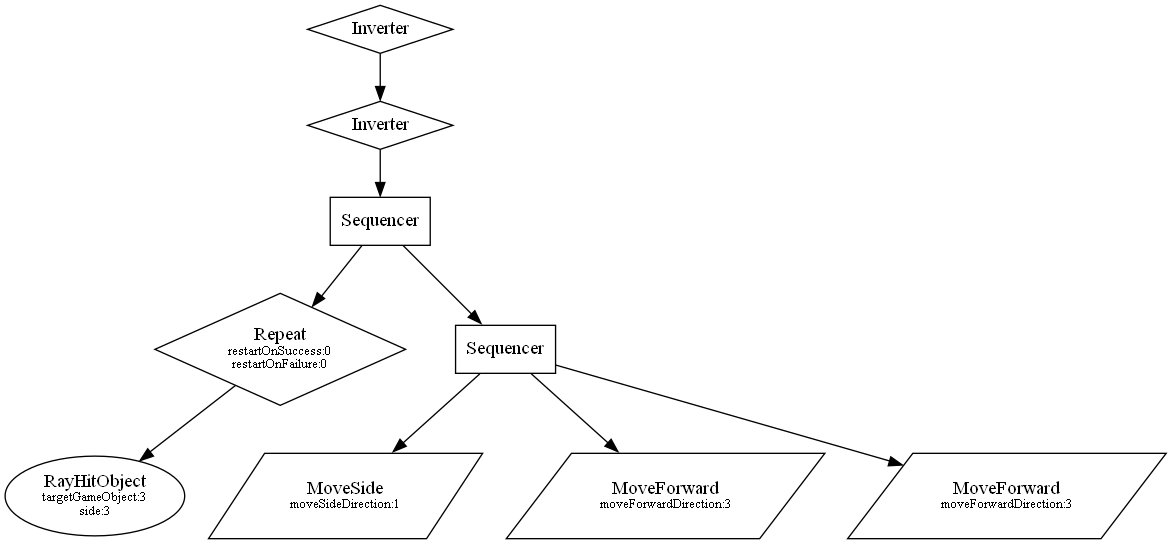 Inverter
Inverter
Sequencer
Repeat
restartOnSuccess:0
restartOnFailure:0
Sequencer
RayHitObject
targetGameObject:3
side:3
MoveSide
moveSideDirection:1
MoveForward
moveForwardDirection:3
MoveForward
moveForwardDirection:3